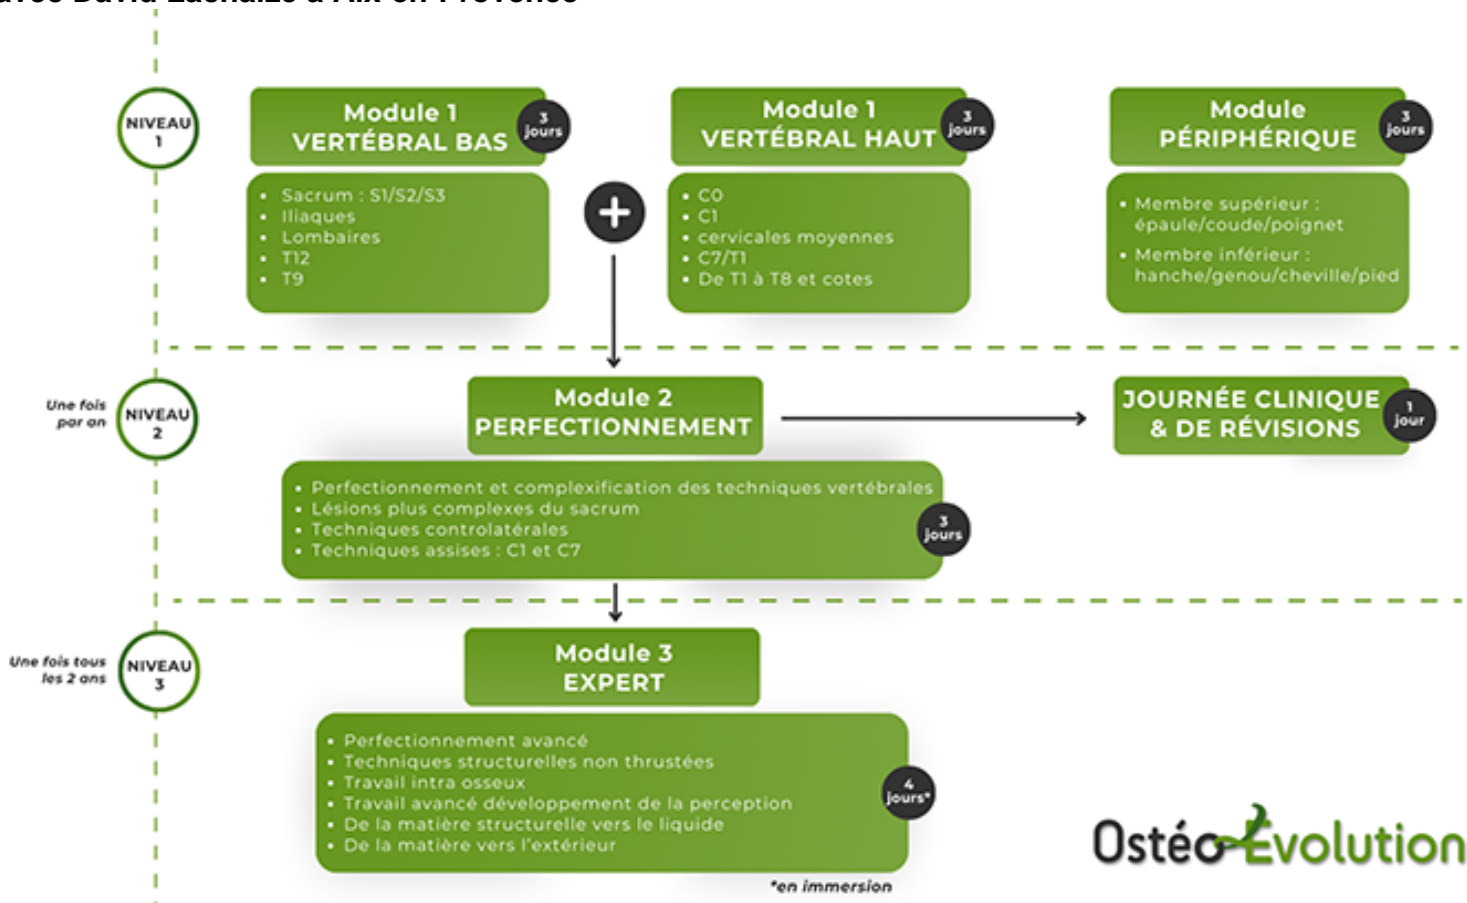 avec David Lachaize à Aix-en-Provence
NIVEAU
1
Module 1
VERTÉBRAL BAS
3
jours
• Sacrum : S1/S2/S3
• Iliaques
• Lombaires
• T12
• T9
+
Module 1
VERTÉBRAL HAUT
3
jours
• C0
• C1
• cervicales moyennes
• C7/T1
• De T1 à T8 et cotes
Module
PÉRIPHÉRIQUE
3
jours
• Membre supérieur :
épaule/coude/poignet
• Membre inférieur :
hanche/genou/cheville/pied
Une fois
par an
NIVEAU
2
Module 2
PERFECTIONNEMENT
• Perfectionnement et complexification des techniques vertébrales
• Lésions plus complexes du sacrum
• Techniques controlatérales
• Techniques assises : C1 et C7
3
jours
JOURNÉE CLINIQUE
& DE RÉVISIONS
1
jour
Une fois tous
les 2 ans
NIVEAU
3
Module 3
EXPERT
• Perfectionnement avancé
• Techniques structurelles non thrustées
• Travail intra osseux
• Travail avancé développement de la perception
• De la matière structurelle vers le liquide
• De la matière vers l'extérieur
4
jours*
*en immersion
Ostéo Évolution